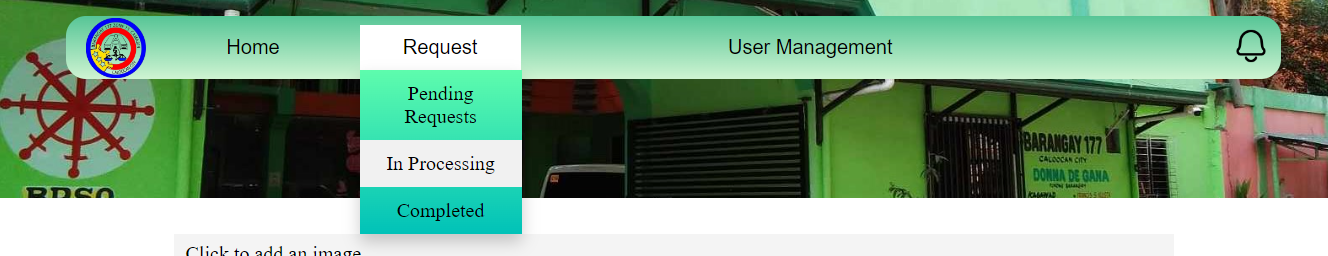 Home
Request
User Management
Pending
Requests
In Processing
Completed
BARANGAY 177
CALOOCAN CITY
DONNA DE GANA
BPSO
Click to add an image